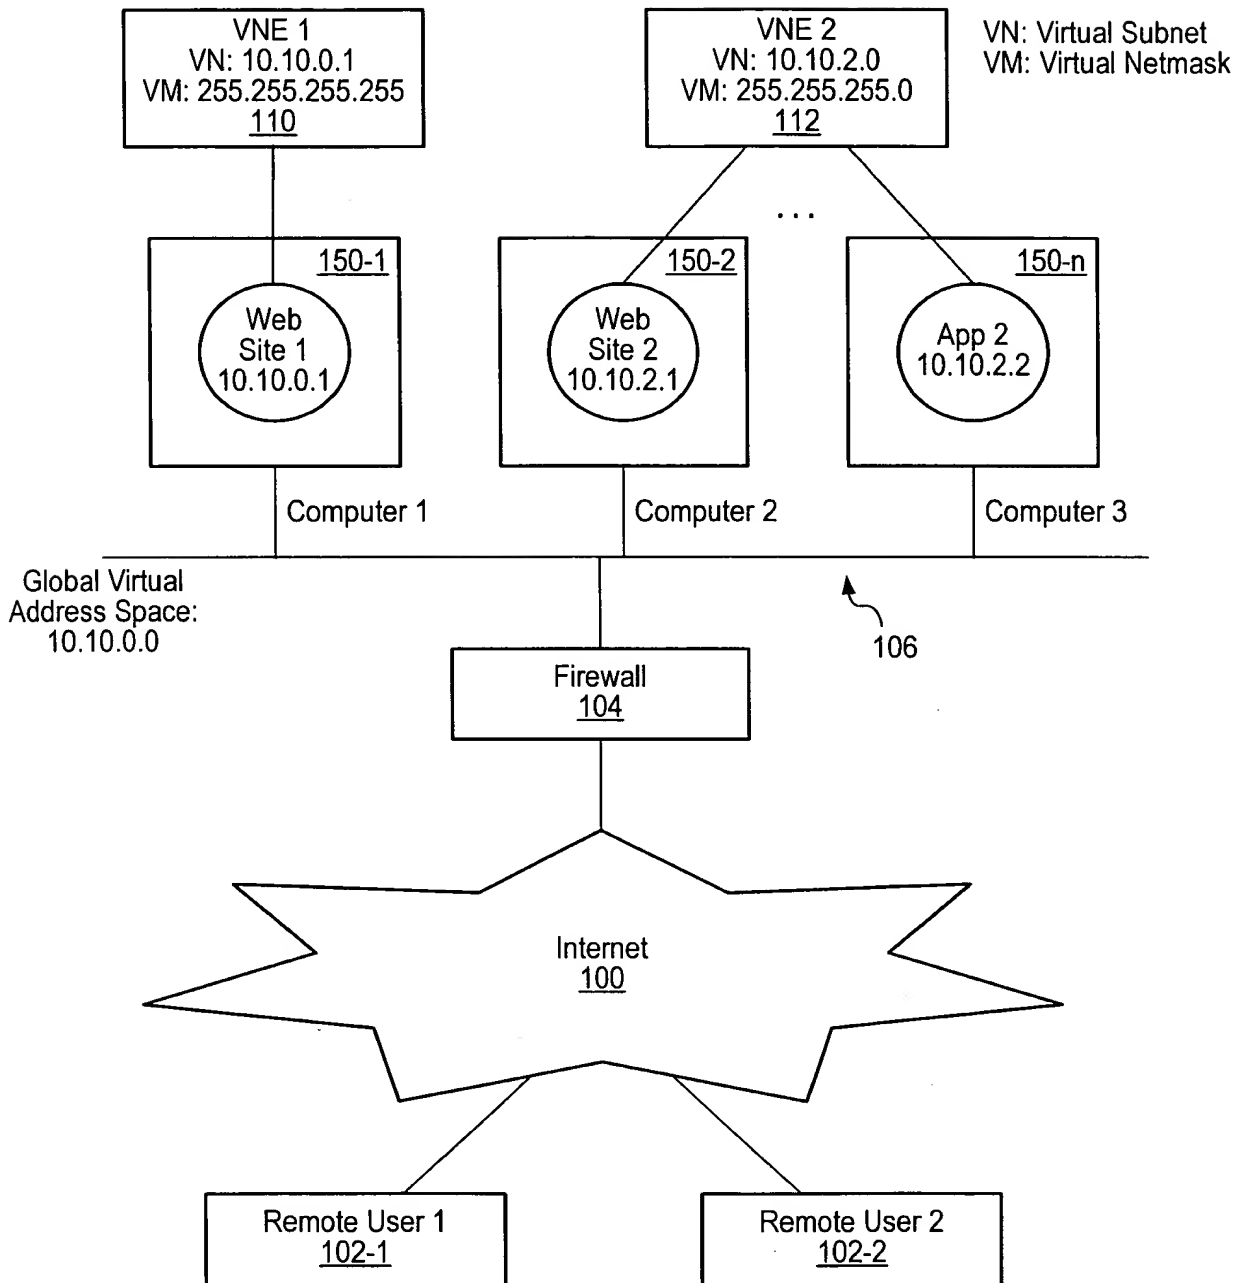 VNE 1
VN: 10.10.0.1
VM: 255.255.255.255
110
VNE 2
VN: 10.10.2.0
VM: 255.255.255.0
112
VN: Virtual Subnet
VM: Virtual Netmask
...
150-1
Web
Site 1
10.10.0.1
150-2
Web
Site 2
10.10.2.1
150-n
App 2
10.10.2.2
Computer 1
Computer 2
Computer 3
Global Virtual
Address Space:
10.10.0.0
106
Firewall
104
Internet
100
Remote User 1
102-1
Remote User 2
102-2